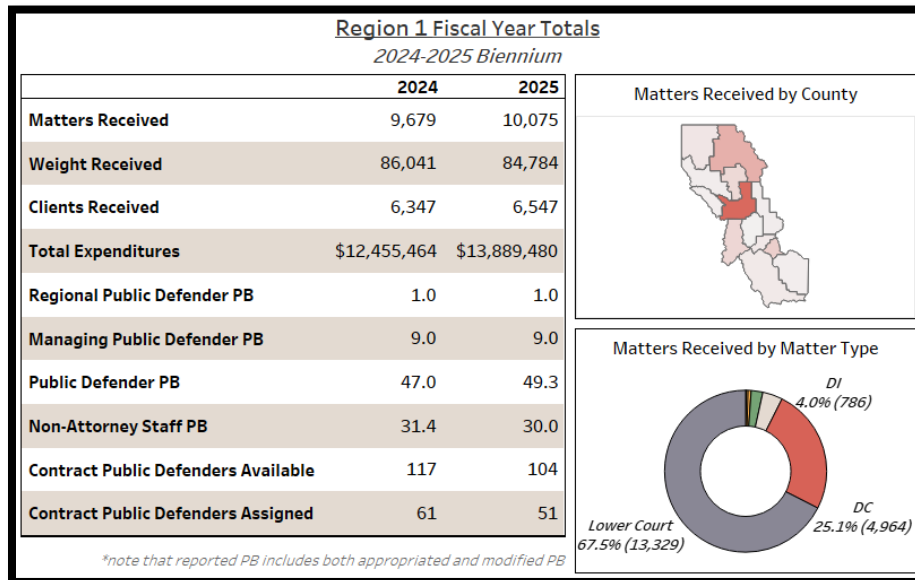 Region 1 Fiscal Year Totals
2024-2025 Biennium
2024 2025
Matters Received 9,679 10,075
Weight Received 86,041 84,784
Clients Received 6,347 6,547
Total Expenditures $12,455,464 $13,889,480
Regional Public Defender PB 1.0 1.0
Managing Public Defender PB 9.0 9.0
Public Defender PB 47.0 49.3
Non-Attorney Staff PB 31.4 30.0
Contract Public Defenders Available 117 104
Contract Public Defenders Assigned 61 51
*note that reported PB includes both appropriated and modified PB
Matters Received by County
Matters Received by Matter Type
DI
4.0% (786)
DC
25.1% (4,964)
Lower Court
67.5% (13,329)